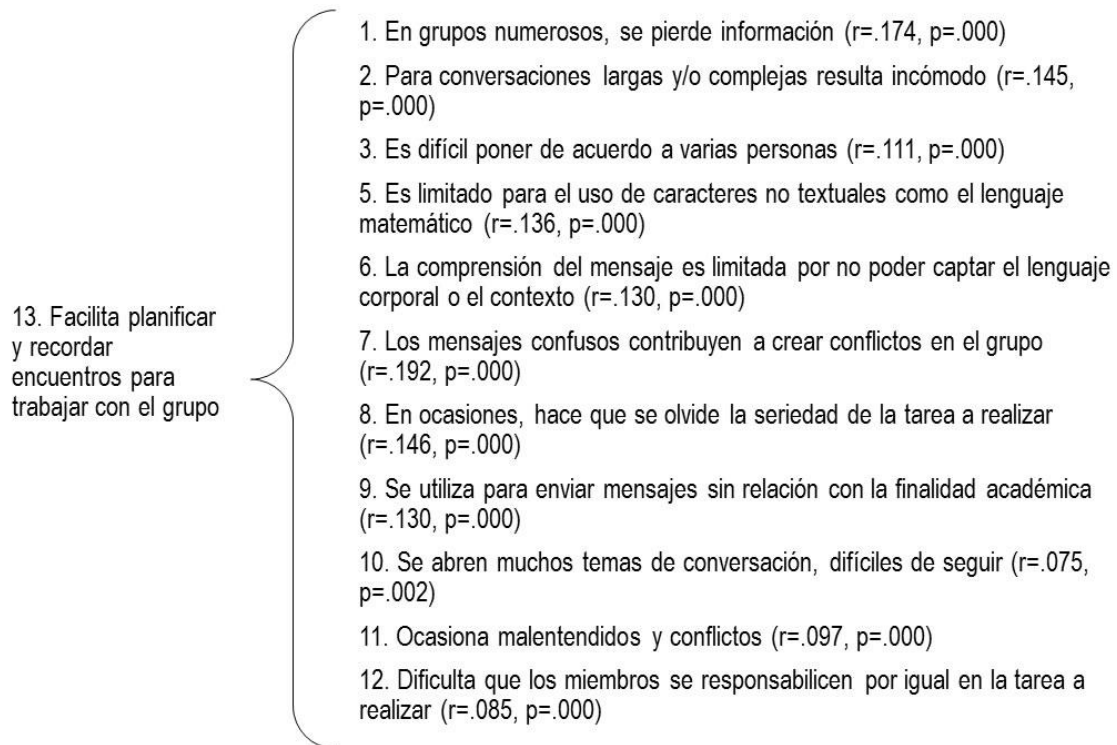 13. Facilita planificar
y recordar
encuentros para
trabajar con el grupo
1. En grupos numerosos, se pierde información (r=.174, p=.000)
2. Para conversaciones largas y/o complejas resulta incómodo (r=.145,
p=.000)
3. Es difícil poner de acuerdo a varias personas (r=.111, p=.000)
5. Es limitado para el uso de caracteres no textuales como el lenguaje
matemático (r=.136, p=.000)
6. La comprensión del mensaje es limitada por no poder captar el lenguaje
corporal o el contexto (r=.130, p=.000)
7. Los mensajes confusos contribuyen a crear conflictos en el grupo
(r=.192, p=.000)
8. En ocasiones, hace que se olvide la seriedad de la tarea a realizar
(r=.146, p=.000)
9. Se utiliza para enviar mensajes sin relación con la finalidad académica
(r=.130, p=.000)
10. Se abren muchos temas de conversación, difíciles de seguir (r=.075,
p=.002)
11. Ocasiona malentendidos y conflictos (r=.097, p=.000)
12. Dificulta que los miembros se responsabilicen por igual en la tarea a
realizar (r=.085, p=.000)